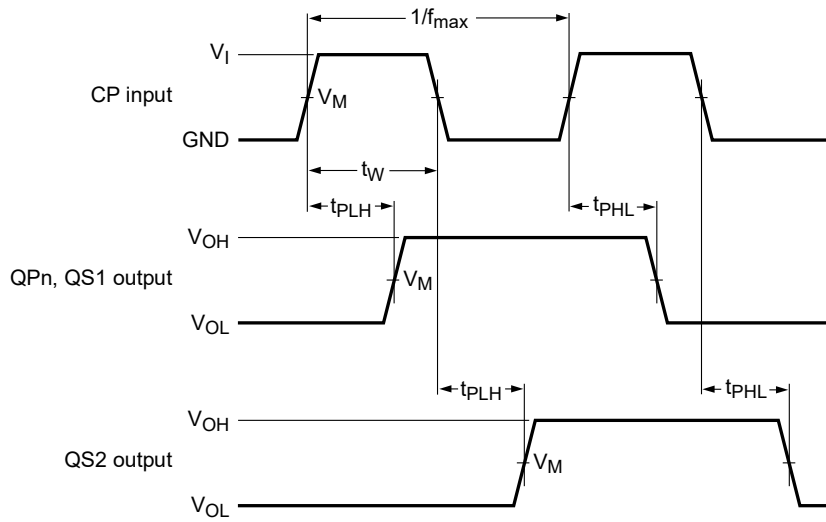 1/fmax
VI
CP input
VM
GND
tW
tPLH
tPHL
VOH
QPn, QS1 output
VM
VOL
tPLH
tPHL
VOH
QS2 output
VM
VOL